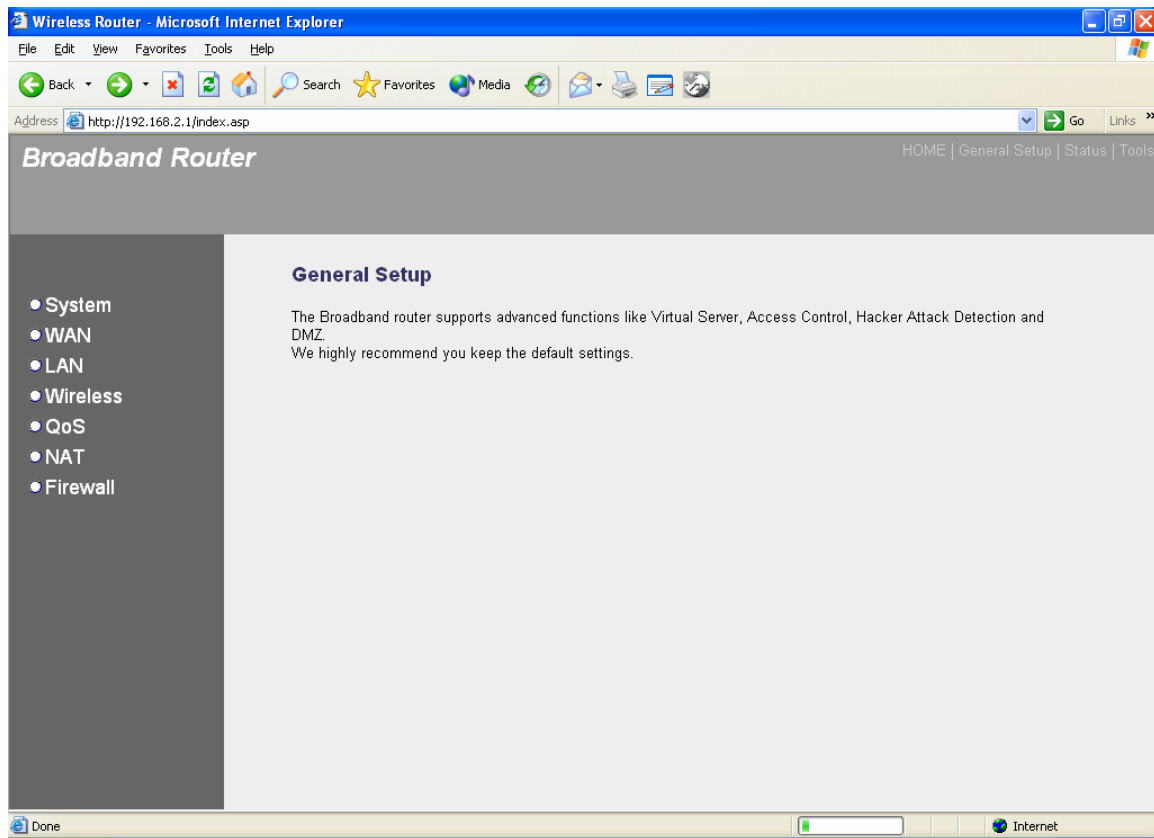 Wireless Router - Microsoft Internet Explorer
File Edit View Favorites Tools Help
Back Search Favorites Media
Address http://192.168.2.1/index.asp Go Links »
Broadband Router
HOME | General Setup | Status | Tools
General Setup
The Broadband router supports advanced functions like Virtual Server, Access Control, Hacker Attack Detection and
DMZ.
We highly recommend you keep the default settings.
System
WAN
LAN
Wireless
QoS
NAT
Firewall
Done Internet